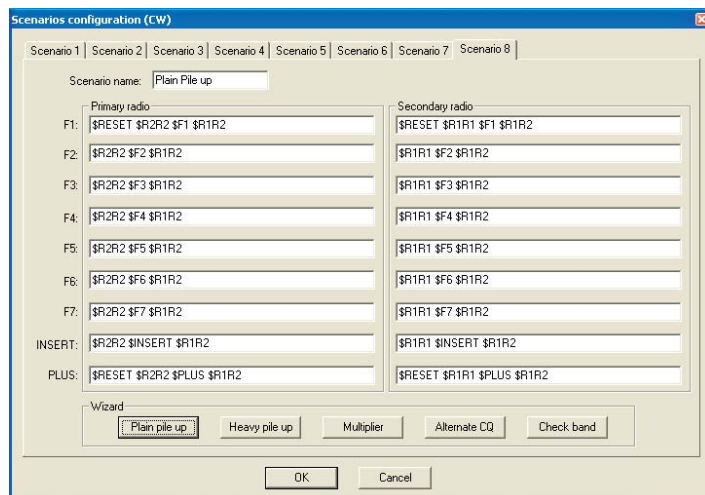 Scenarios configuration (CW)
Scenario 1 Scenario 2 Scenario 3 Scenario 4 Scenario 5 Scenario 6 Scenario 7 Scenario 8
Scenario name: Plain Pile up
Primary radio Secondary radio
F1: $RESET $R2R2 $F1 $R1R2 $RESET $R1R1 $F1 $R1R2
F2: $R2R2 $F2 $R1R2 $R1R1 $F2 $R1R2
F3: $R2R2 $F3 $R1R2 $R1R1 $F3 $R1R2
F4: $R2R2 $F4 $R1R2 $R1R1 $F4 $R1R2
F5: $R2R2 $F5 $R1R2 $R1R1 $F5 $R1R2
F6: $R2R2 $F6 $R1R2 $R1R1 $F6 $R1R2
F7: $R2R2 $F7 $R1R2 $R1R1 $F7 $R1R2
INSERT: $R2R2 $INSERT $R1R2 $R1R1 $INSERT $R1R2
PLUS: $RESET $R2R2 $PLUS $R1R2 $RESET $R1R1 $PLUS $R1R2
Wizard
Plain pile up Heavy pile up Multiplier Alternate CQ Check band
OK Cancel